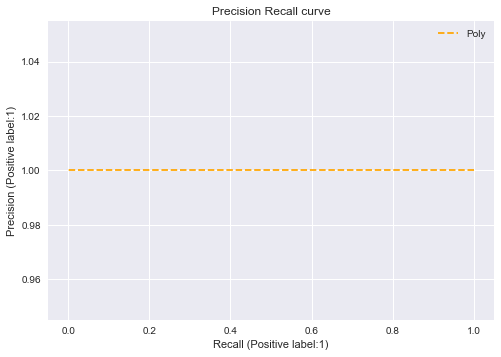 Precision Recall curve
Poly
Precision (Positive label:1)
1.04
1.02
1.00
0.98
0.96
0.0 0.2 0.4 0.6 0.8 1.0
Recall (Positive label:1)